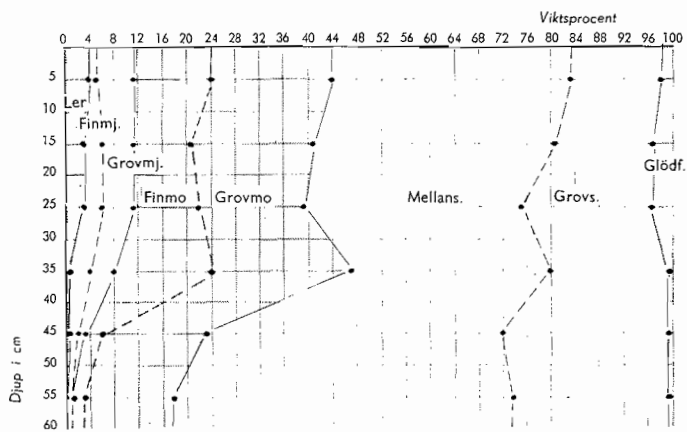 Viktsprocent
0 4 8 12 16 20 24 28 32 36 40 44 48 52 56 60 64 68 72 76 80 84 88 92 96 100
5
Ler
10
Finmj.
15
Grovmj.
20
Finmo Grovmo Mellans. Grovs. Glödf.
25
30
35
40
45
50
55
60
Djup i cm